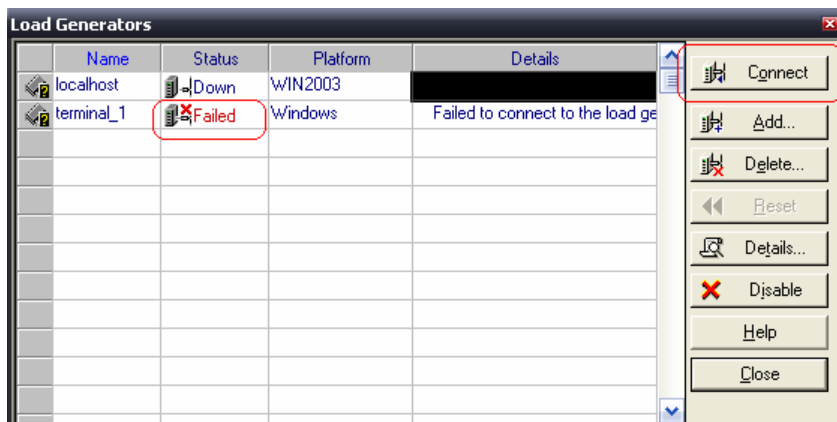 Load Generators
Name Status Platform Details
localhost Down WIN2003
terminal_1 Failed Windows Failed to connect to the load ge
Connect
Add...
Delete...
Reset
Details...
Disable
Help
Close